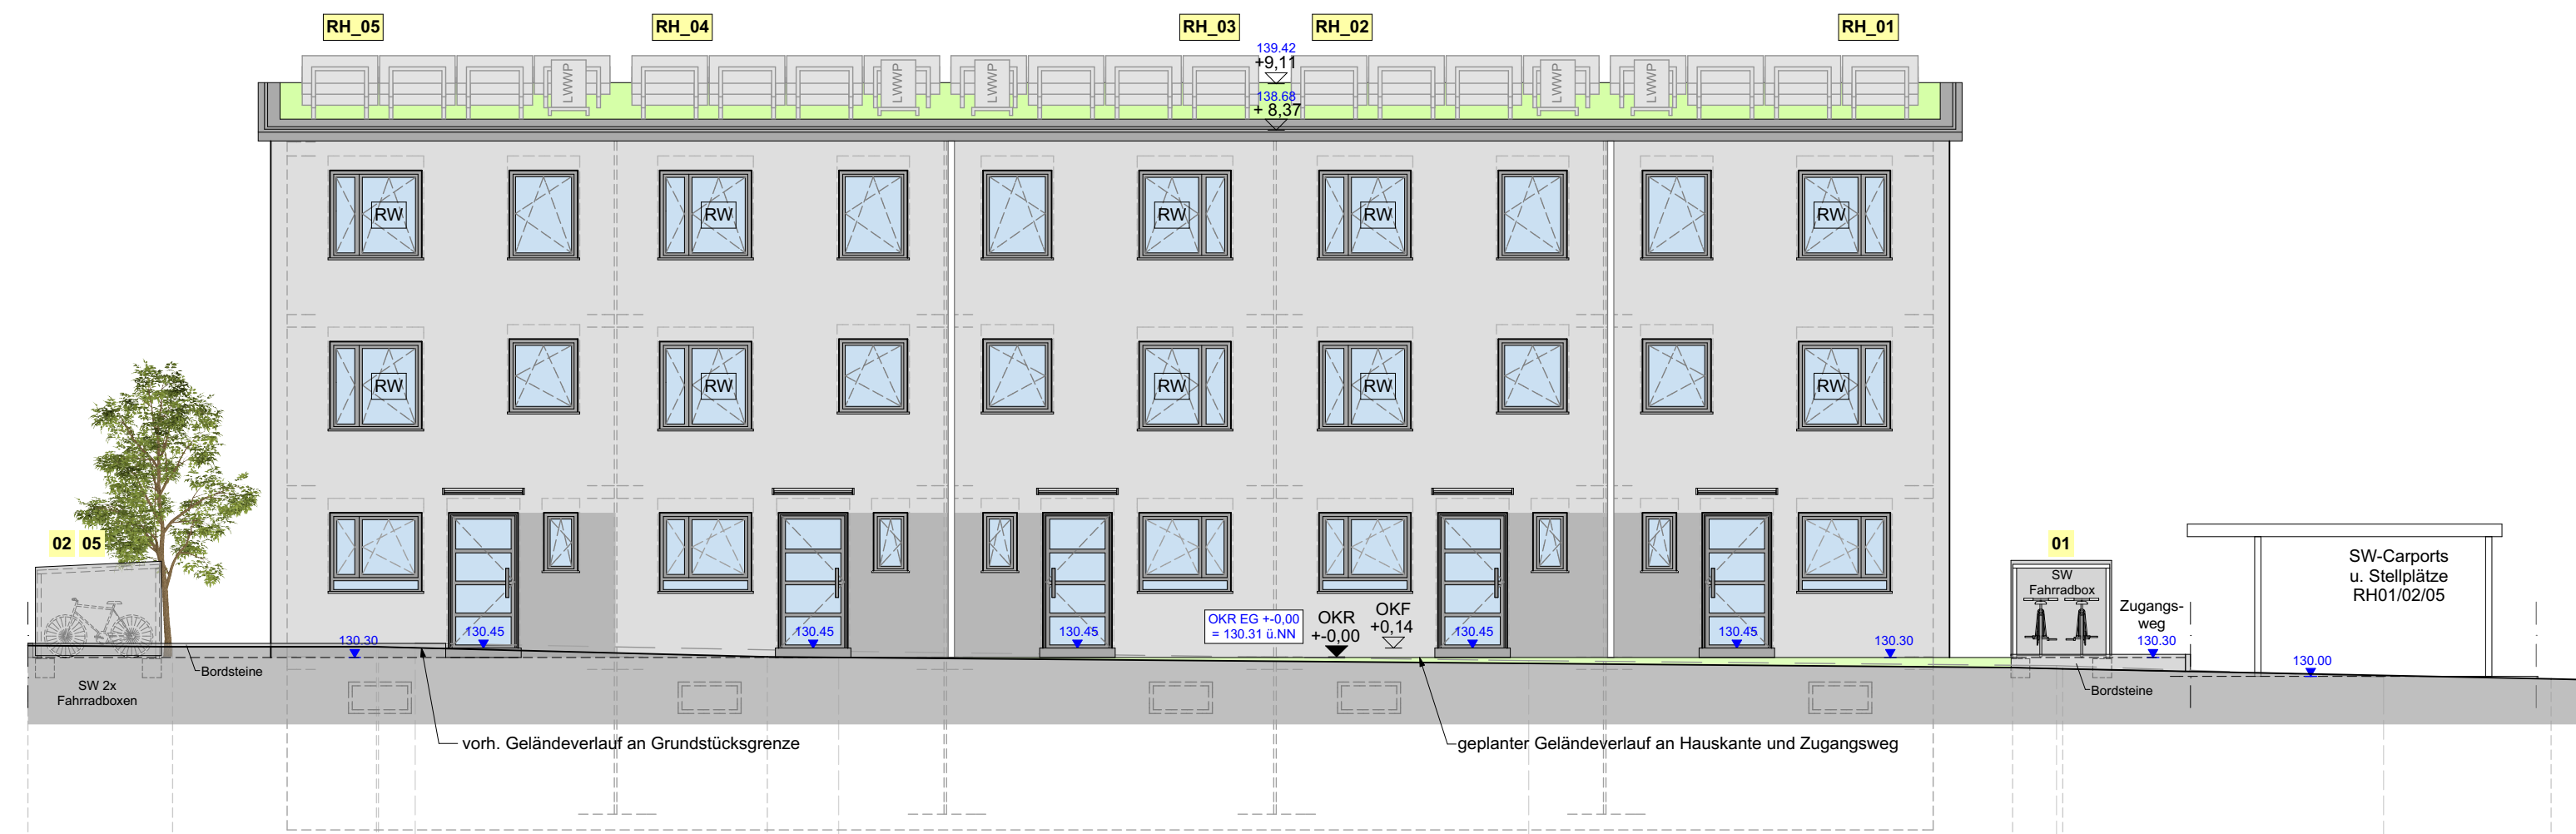 RH_05
RH_04
RH_03
RH_02
RH_01
139.42
+9,11
138.68
+ 8,37
LWWP
LWWP
LWWP
LWWP
LWWP
RW
RW
RW
RW
RW
RW
RW
RW
RW
RW
02 05
01
SW
Fahrradbox
SW-Carports
u. Stellplätze
RH01/02/05
Zugangs-
weg
130.30
130.30
130.45
130.45
130.45
OKR EG +-0,00
= 130.31 ü.NN
OKR
+-0,00
OKF
+0,14
130.45
130.45
130.30
130.00
Bordsteine
SW 2x
Fahrradboxen
Bordsteine
vorh. Geländeverlauf an Grundstücksgrenze
geplanter Geländeverlauf an Hauskante und Zugangsweg